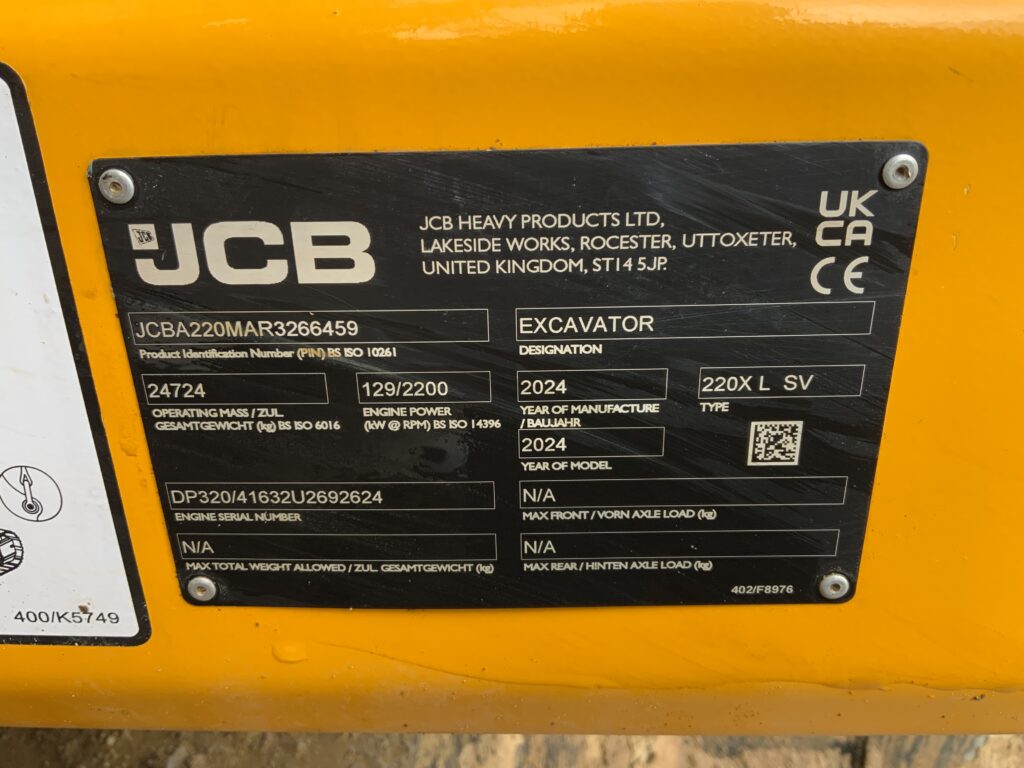 JCB
JCB HEAVY PRODUCTS LTD,
LAKESIDE WORKS, ROCESTER, UTTOXETER,
UNITED KINGDOM, ST14 5JP.
UK
CA
CE
JCBA220MAR3266459
Product Identification Number (PIN) BS ISO 10261
EXCAVATOR
DESIGNATION
24724
OPERATING MASS / ZUL.
GESAMTGEWICHT (kg) BS ISO 6016
129/2200
ENGINE POWER
(kW @ RPM) BS ISO 14396
2024
YEAR OF MANUFACTURE
/ BAUJAHR
220X L SV
TYPE
2024
YEAR OF MODEL
DP320/41632U2692624
ENGINE SERIAL NUMBER
N/A
MAX FRONT / VORN AXLE LOAD (kg)
N/A
MAX TOTAL WEIGHT ALLOWED / ZUL. GESAMTGEWICHT (kg)
N/A
MAX REAR / HINTEN AXLE LOAD (kg)
402/F8976
400/K5749